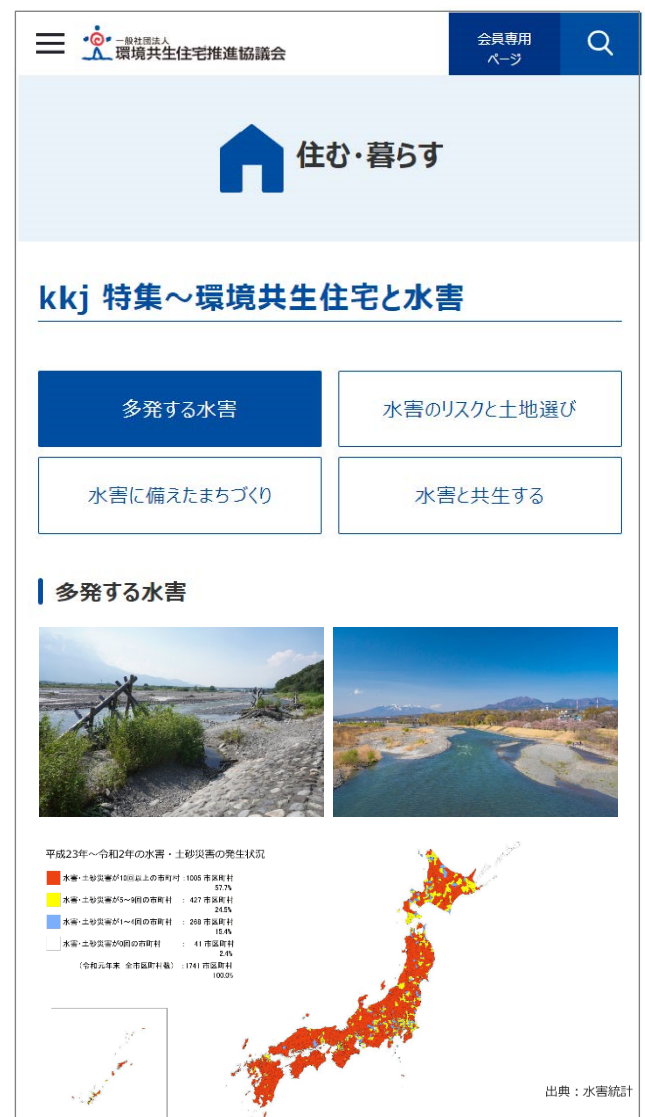 一般社団法人
環境共生住宅推進協議会
会員専用
ページ
住む・暮らす
kkj 特集～環境共生住宅と水害
多発する水害
水害のリスクと土地選び
水害に備えたまちづくり
水害と共生する
多発する水害
平成23年～令和2年の水害・土砂災害の発生状況
水害・土砂災害が10回以上の市町村：1005 市区町村
57.7%
水害・土砂災害が5～9回の市町村 ： 427 市区町村
24.5%
水害・土砂災害が1～4回の市町村 ： 268 市区町村
15.4%
水害・土砂災害が0回の市町村 ： 41 市区町村
2.4%
（令和元年末 全市区町村数） ：1741 市区町村
100.0%
出典：水害統計